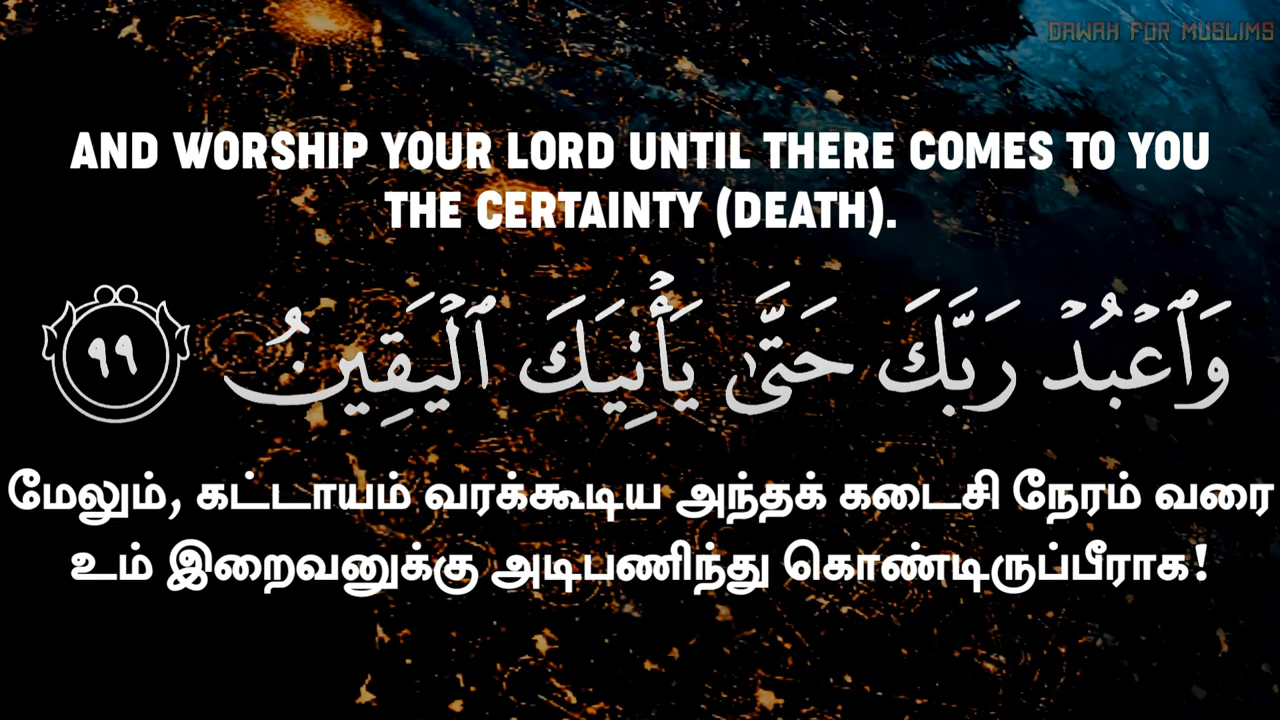 DAWAH FOR MUSLIMS
AND WORSHIP YOUR LORD UNTIL THERE COMES TO YOU
THE CERTAINTY (DEATH).
وَٱعْبُدْ رَبَّكَ حَتَّىٰ يَأْتِيَكَ ٱلْيَقِينُ ٩٩
மேலும், கட்டாயம் வரக்கூடிய அந்தக் கடைசி நேரம் வரை
உம் இறைவனுக்கு அடிபணிந்து கொண்டிருப்பீராக!